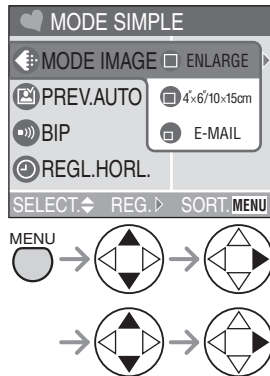 MODE SIMPLE
MODE IMAGE ENLARGE
PREV.AUTO 4"×6"/10×15cm
BIP E-MAIL
REGL.HORL.
SELECT. REG. SORT. MENU
MENU